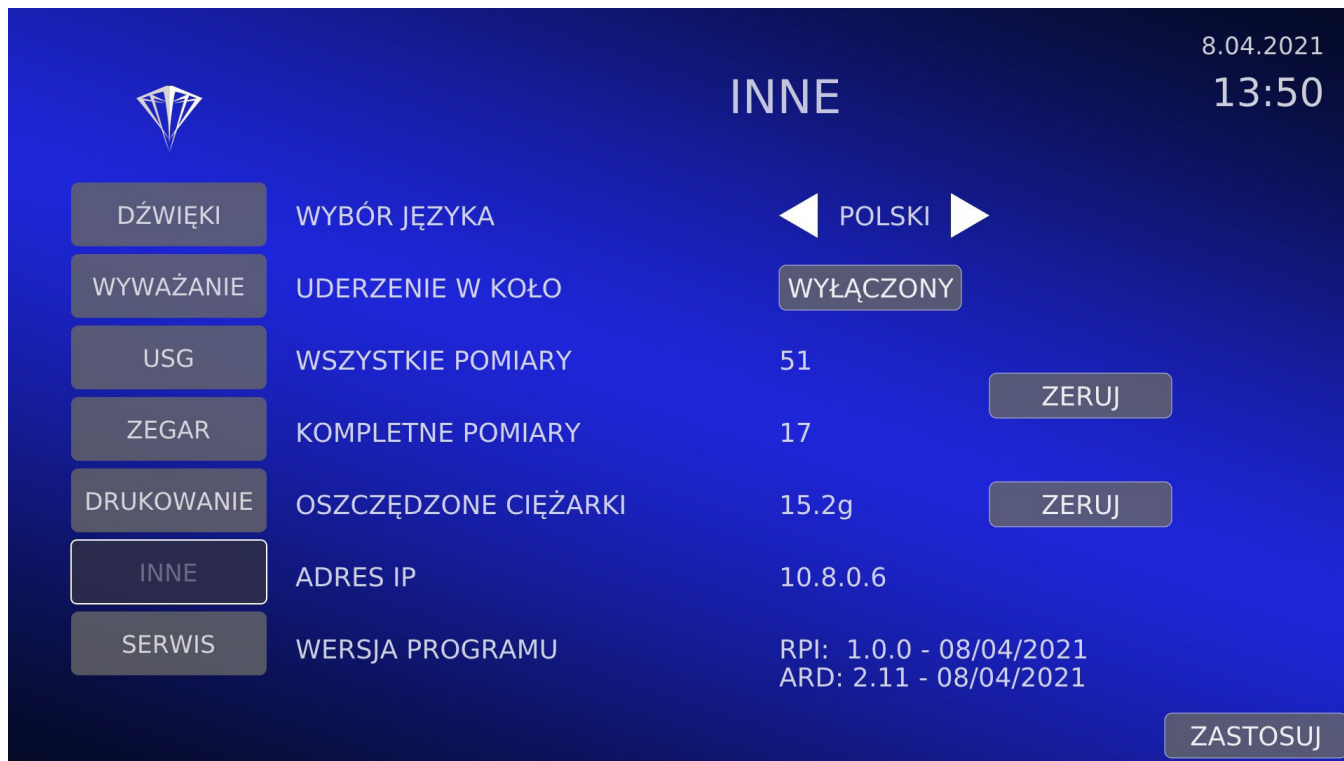 8.04.2021
INNE
13:50
DŹWIĘKI
WYBÓR JĘZYKA
POLSKI
WYWAŻANIE
UDERZENIE W KOŁO
WYŁĄCZONY
USG
WSZYSTKIE POMIARY
51
ZERUJ
ZEGAR
KOMPLETNE POMIARY
17
DRUKOWANIE
OSZCZĘDZONE CIĘŻARKI
15.2g
ZERUJ
INNE
ADRES IP
10.8.0.6
SERWIS
WERSJA PROGRAMU
RPI: 1.0.0 - 08/04/2021
ARD: 2.11 - 08/04/2021
ZASTOSUJ